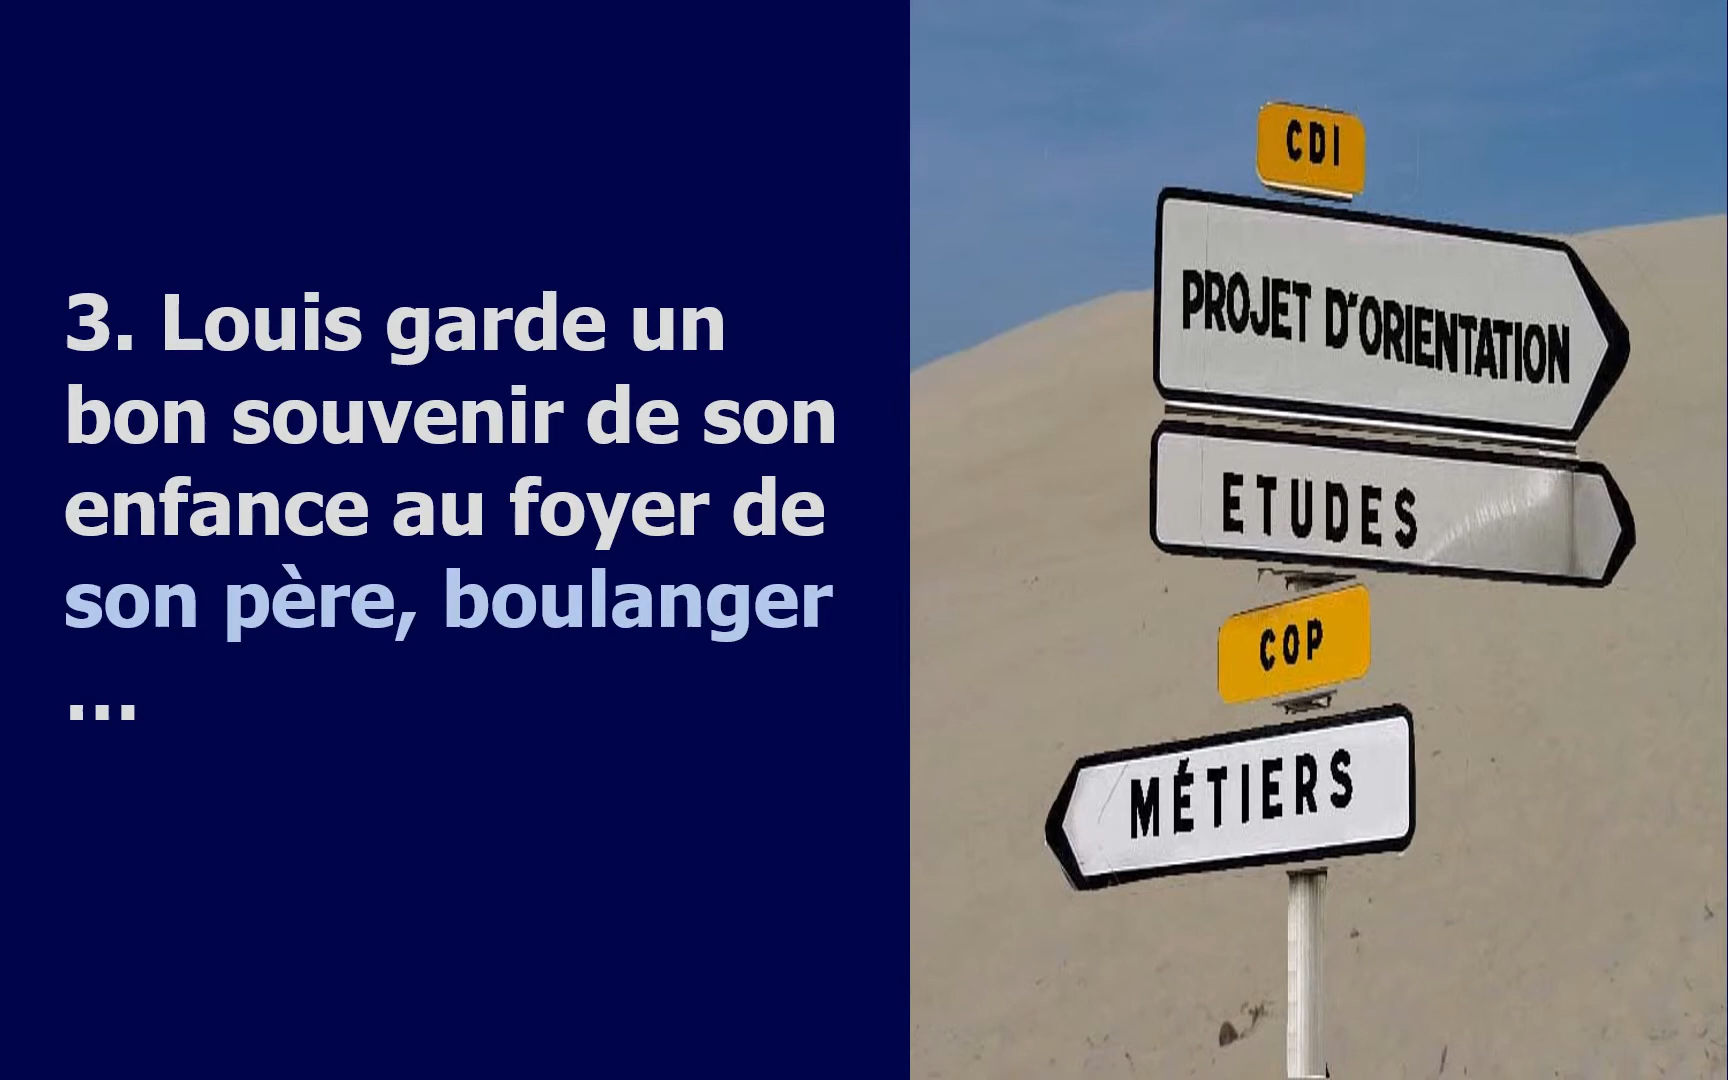 3. Louis garde un
bon souvenir de son
enfance au foyer de
son père, boulanger
...
CDI
PROJET D'ORIENTATION
ETUDES
COP
MÉTIERS